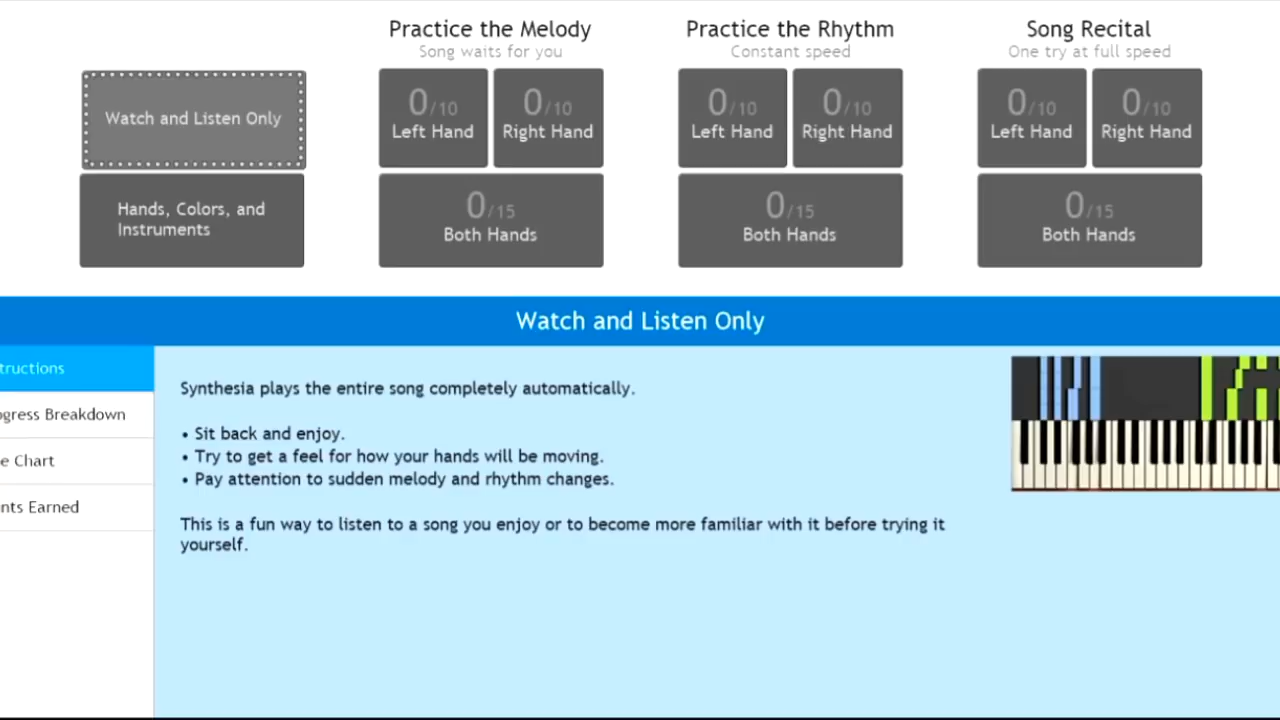 Practice the Melody
Song waits for you
Practice the Rhythm
Constant speed
Song Recital
One try at full speed
Watch and Listen Only
0/10
Left Hand
0/10
Right Hand
0/10
Left Hand
0/10
Right Hand
0/10
Left Hand
0/10
Right Hand
Hands, Colors, and
Instruments
0/15
Both Hands
0/15
Both Hands
0/15
Both Hands
Watch and Listen Only
tructions
ogress Breakdown
e Chart
nts Earned
Synthesia plays the entire song completely automatically.
• Sit back and enjoy.
• Try to get a feel for how your hands will be moving.
• Pay attention to sudden melody and rhythm changes.
This is a fun way to listen to a song you enjoy or to become more familiar with it before trying it
yourself.